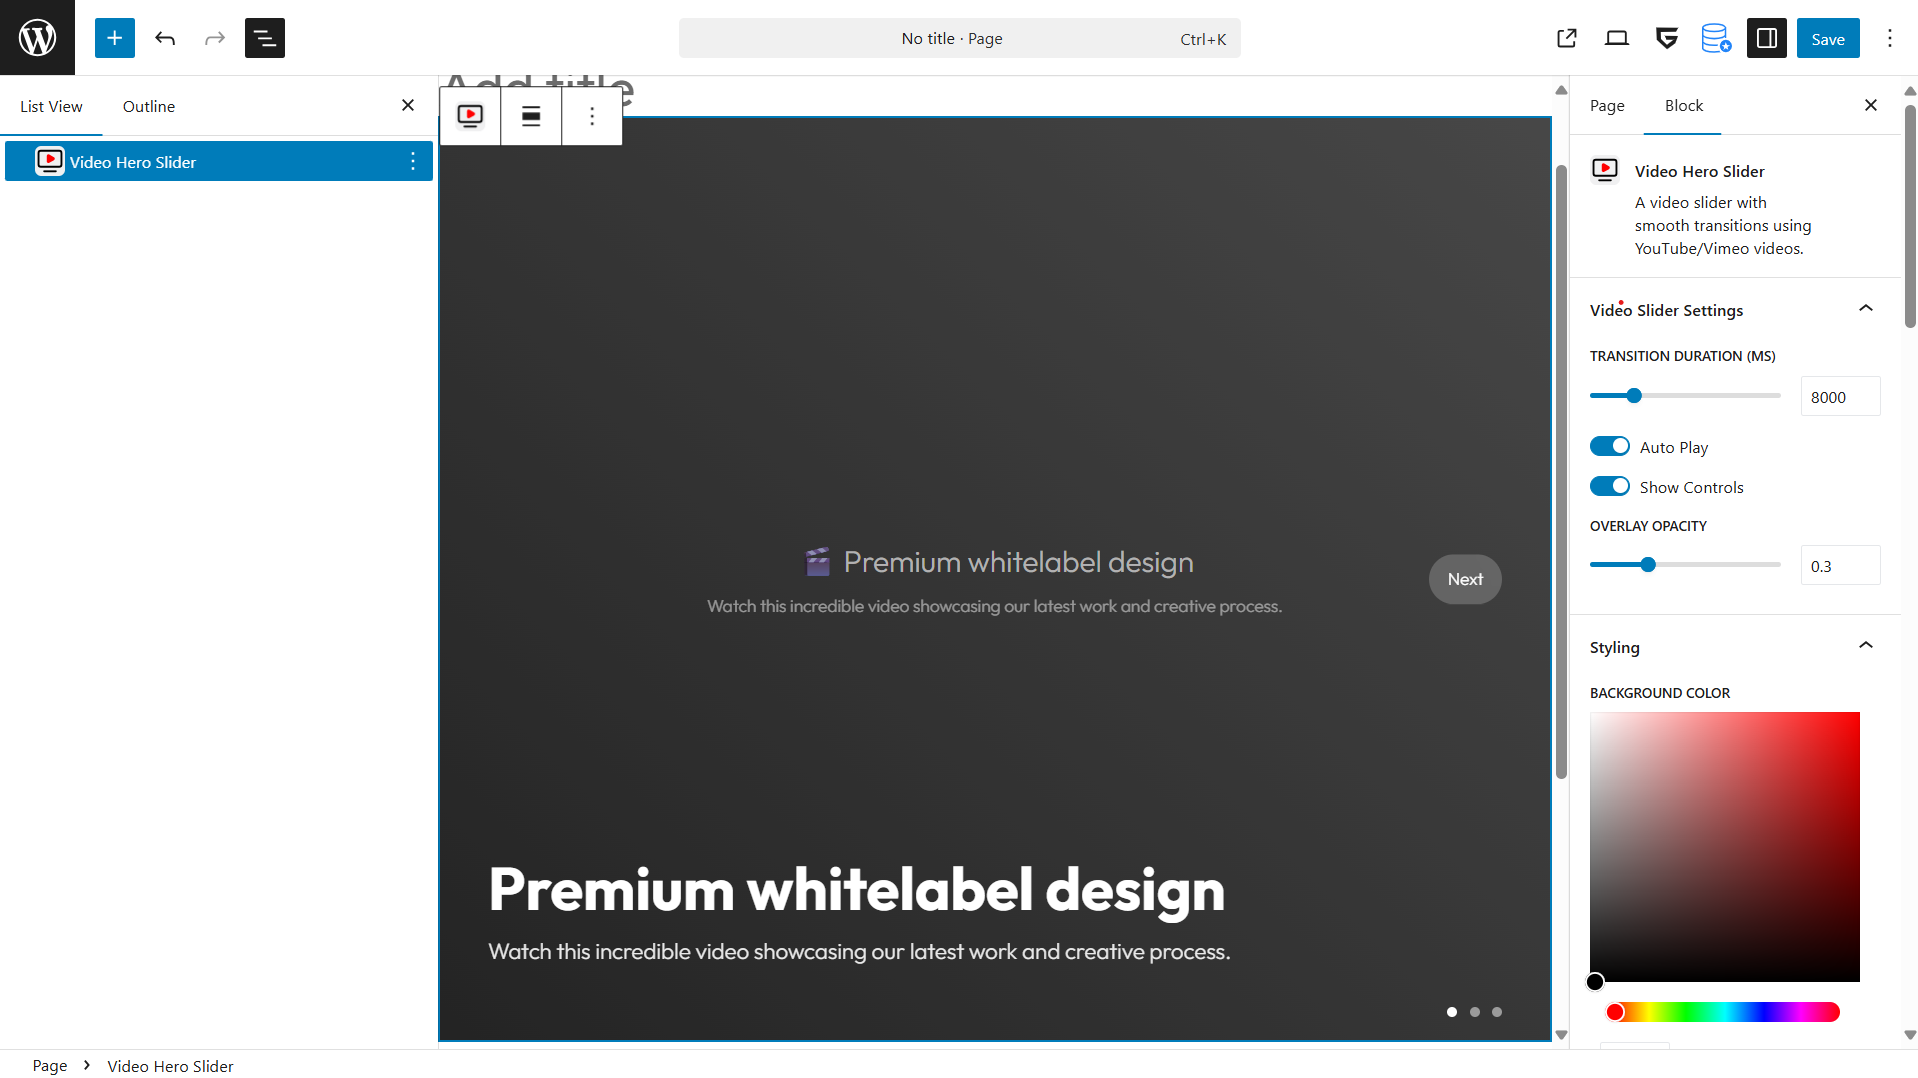 No title · Page
Ctrl+K
Save
List View
Outline
Add title
Page
Block
Video Hero Slider
Video Hero Slider
A video slider with
smooth transitions using
YouTube/Vimeo videos.
Video Slider Settings
TRANSITION DURATION (MS)
8000
Auto Play
Show Controls
OVERLAY OPACITY
0.3
Premium whitelabel design
Watch this incredible video showcasing our latest work and creative process.
Next
Styling
BACKGROUND COLOR
Premium whitelabel design
Watch this incredible video showcasing our latest work and creative process.
Page
Video Hero Slider